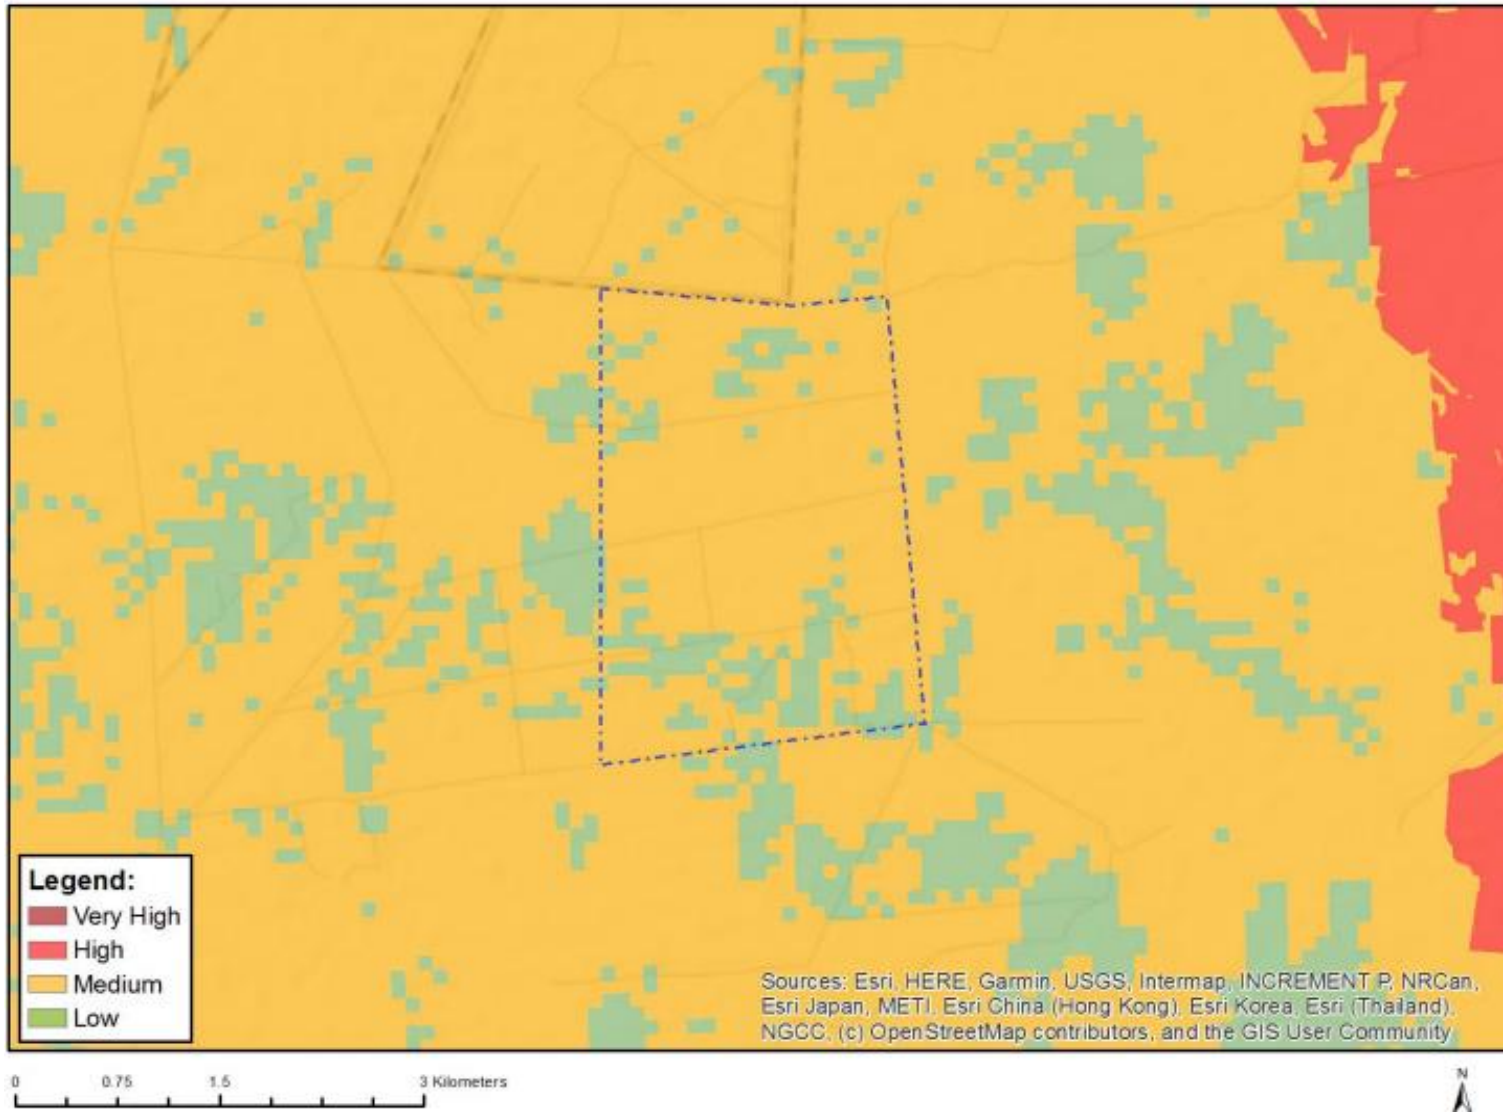 Legend:
Very High
High
Medium
Low
Sources: Esri, HERE, Garmin, USGS, Intermap, INCREMENT P, NRCan,
Esri Japan, METI, Esri China (Hong Kong), Esri Korea, Esri (Thailand),
NGCC, (c) OpenStreetMap contributors, and the GIS User Community
0 0.75 1.5 3 Kilometers
N